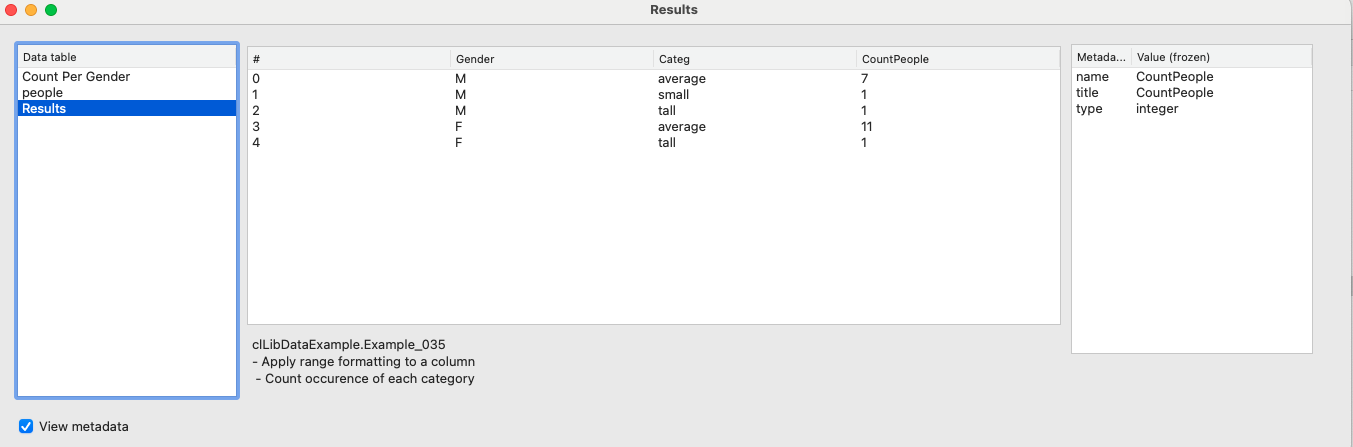 Results
Data table
Count Per Gender
people
Results
# Gender Categ CountPeople
0 M average 7
1 M small 1
2 M tall 1
3 F average 11
4 F tall 1
Metada... Value (frozen)
name CountPeople
title CountPeople
type integer
clLibDataExample.Example_035
- Apply range formatting to a column
- Count occurence of each category
View metadata